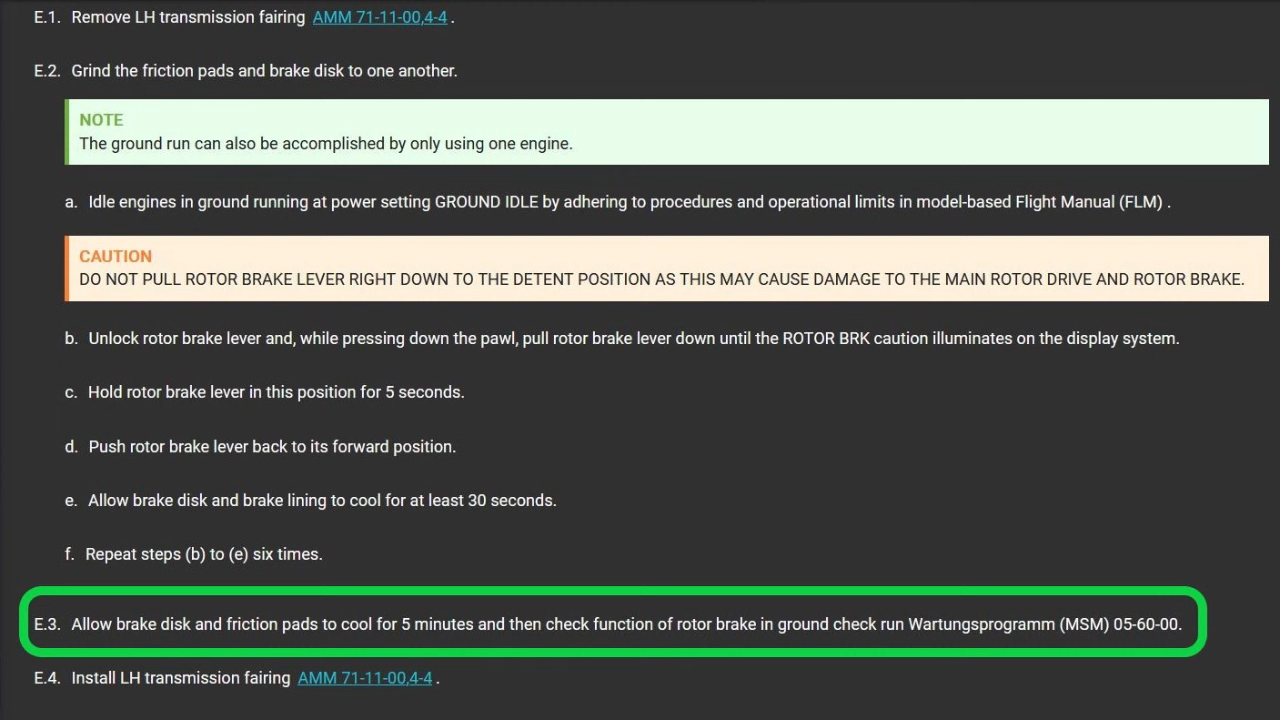 E.1. Remove LH transmission fairing AMM 71-11-00,4-4 .
E.2. Grind the friction pads and brake disk to one another.
NOTE
The ground run can also be accomplished by only using one engine.
a. Idle engines in ground running at power setting GROUND IDLE by adhering to procedures and operational limits in model-based Flight Manual (FLM) .
CAUTION
DO NOT PULL ROTOR BRAKE LEVER RIGHT DOWN TO THE DETENT POSITION AS THIS MAY CAUSE DAMAGE TO THE MAIN ROTOR DRIVE AND ROTOR BRAKE.
b. Unlock rotor brake lever and, while pressing down the pawl, pull rotor brake lever down until the ROTOR BRK caution illuminates on the display system.
c. Hold rotor brake lever in this position for 5 seconds.
d. Push rotor brake lever back to its forward position.
e. Allow brake disk and brake lining to cool for at least 30 seconds.
f. Repeat steps (b) to (e) six times.
E.3. Allow brake disk and friction pads to cool for 5 minutes and then check function of rotor brake in ground check run Wartungsprogramm (MSM) 05-60-00.
E.4. Install LH transmission fairing AMM 71-11-00,4-4 .